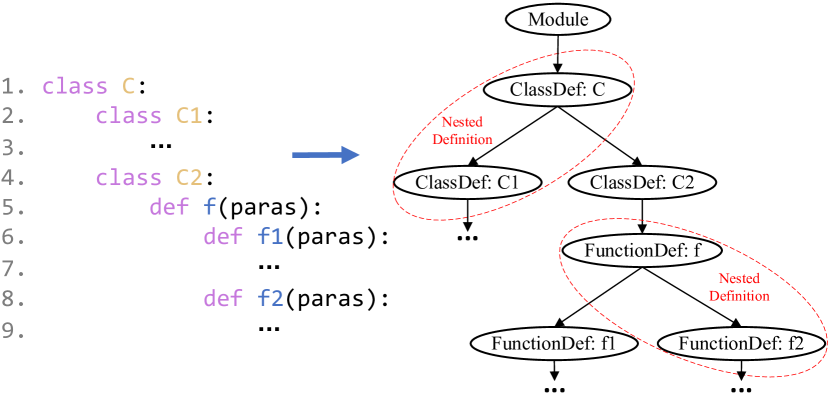 1. class C:
2.     class C1:
3.         ...
4.     class C2:
5.         def f(paras):
6.             def f1(paras):
7.                 ...
8.             def f2(paras):
9.                 ...
Module
ClassDef: C
Nested
Definition
ClassDef: C1
ClassDef: C2
...
FunctionDef: f
Nested
Definition
FunctionDef: f1
FunctionDef: f2
...
...